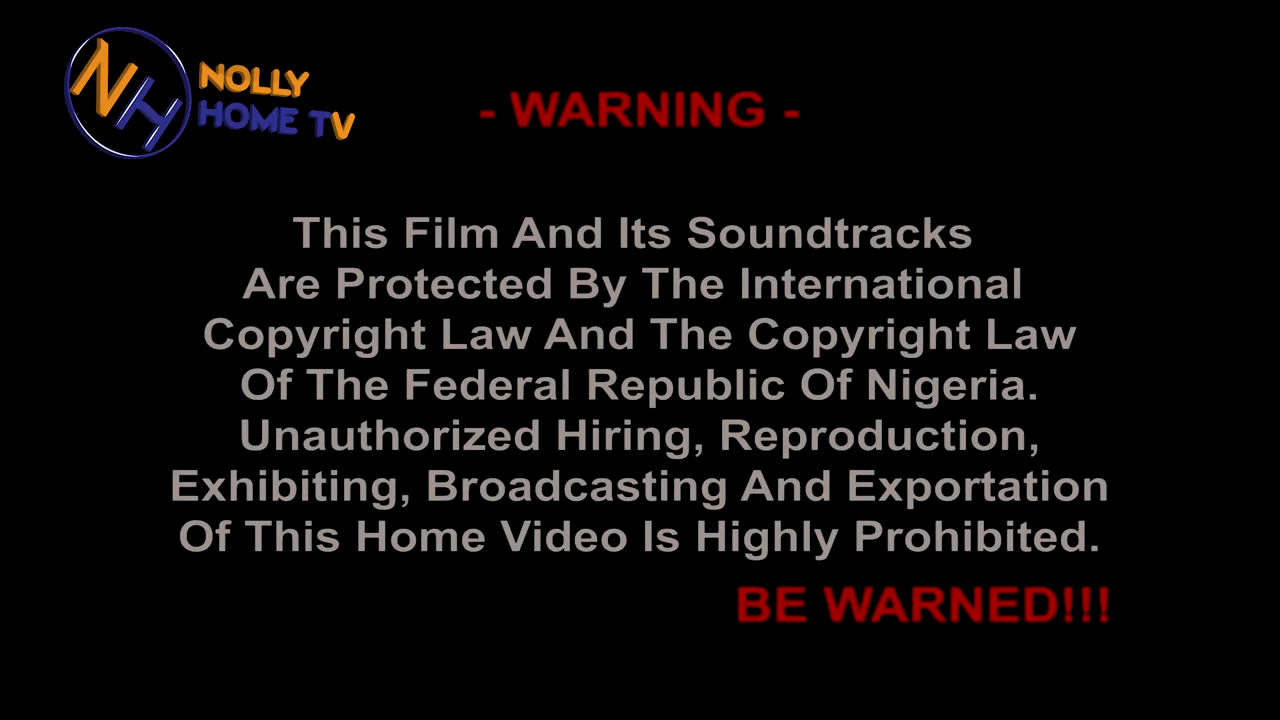 NH
NOLLY
HOME TV
- WARNING -
This Film And Its Soundtracks
Are Protected By The International
Copyright Law And The Copyright Law
Of The Federal Republic Of Nigeria.
Unauthorized Hiring, Reproduction,
Exhibiting, Broadcasting And Exportation
Of This Home Video Is Highly Prohibited.
BE WARNED!!!